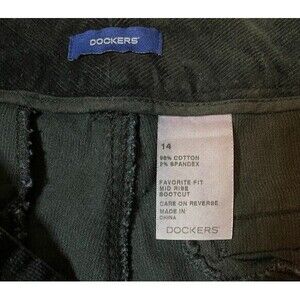 DOCKERS®
14
98% COTTON
2% SPANDEX
FAVORITE FIT
MID RISE
BOOTCUT
CARE ON REVERSE
MADE IN
CHINA
DOCKERS®